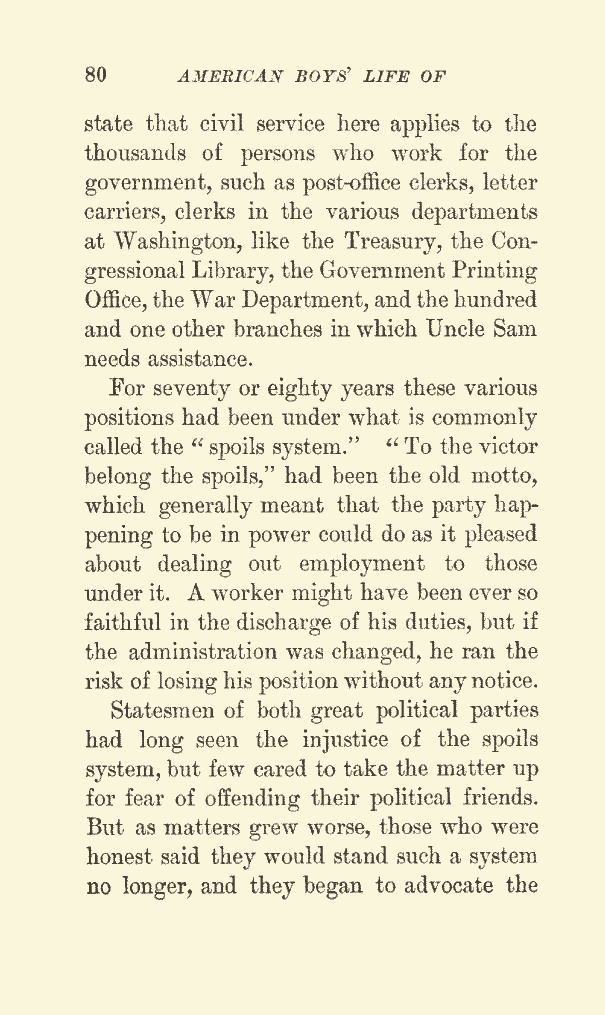 80 AMERICAN BOYS' LIFE OF
state that civil service here applies to the
thousands of persons who work for the
government, such as post-office clerks, letter
carriers, clerks in the various departments
at Washington, like the Treasury, the Con-
gressional Library, the Government Printing
Office, the War Department, and the hundred
and one other branches in which Uncle Sam
needs assistance.
For seventy or eighty years these various
positions had been under what is commonly
called the “ spoils system.” “ To the victor
belong the spoils,” had been the old motto,
which generally meant that the party hap-
pening to be in power could do as it pleased
about dealing out employment to those
under it. A worker might have been ever so
faithful in the discharge of his duties, but if
the administration was changed, he ran the
risk of losing his position without any notice.
Statesmen of both great political parties
had long seen the injustice of the spoils
system, but few cared to take the matter up
for fear of offending their political friends.
But as matters grew worse, those who were
honest said they would stand such a system
no longer, and they began to advocate the